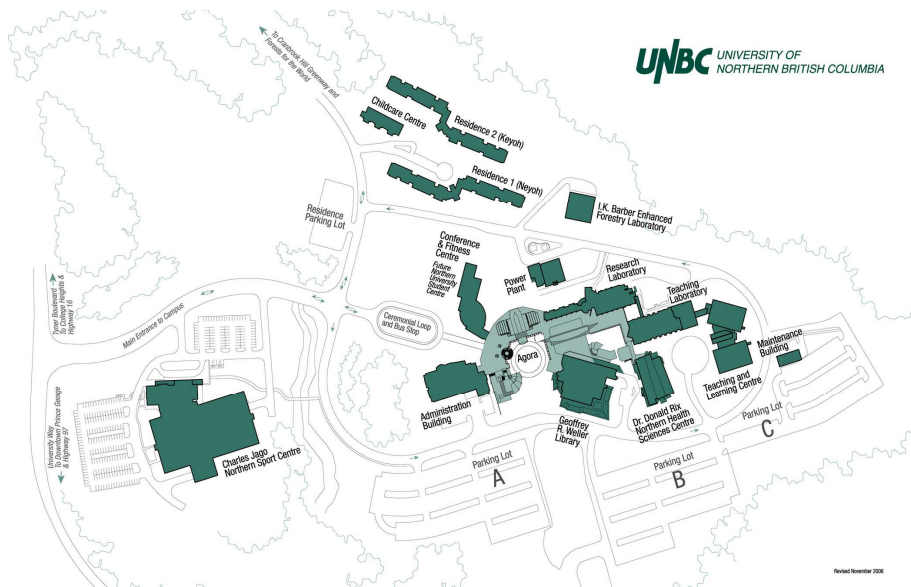 UNBC UNIVERSITY OF
NORTHERN BRITISH COLUMBIA
To Cranbrook Hill Greenway and
Forests for the World
Childcare Centre
Residence 2 (Keyoh)
Residence 1 (Neyoh)
Residence
Parking Lot
I.K. Barber Enhanced
Forestry Laboratory
Conference
& Fitness
Centre
Future
Northern
University
Student
Centre
Power
Plant
Research
Laboratory
Teaching
Laboratory
Tyner Boulevard
To College Heights &
Highway 16
Main Entrance to Campus
Ceremonial Loop
and Bus Stop
Agora
Maintenance
Building
Teaching and
Learning Centre
Administration
Building
Geoffrey
R. Weller
Library
Dr. Donald Rix
Northern Health
Sciences Centre
Parking Lot
C
University Way
To Downtown Prince George
& Highway 97
Charles Jago
Northern Sport Centre
Parking Lot
A
Parking Lot
B
Revised November 2008